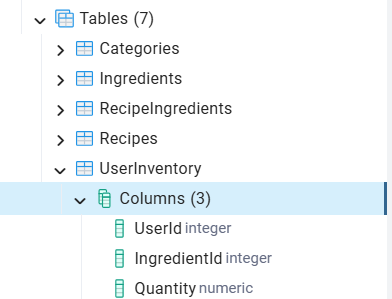 Tables (7)
Categories
Ingredients
RecipeIngredients
Recipes
UserInventory
Columns (3)
UserId integer
IngredientId integer
Quantity numeric